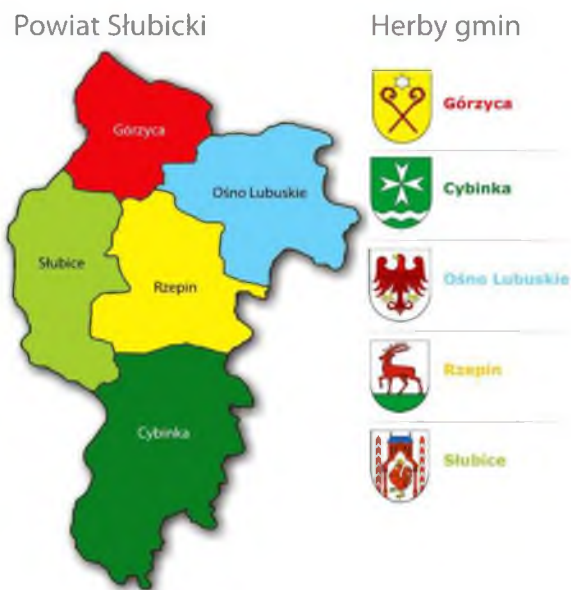 Powiat Słubicki
Herby gmin
Górzyca
Ośno Lubuskie
Słubice
Rzepin
Cybinka
Górzyca
Cybinka
Ośno Lubuskie
Rzepin
Słubice